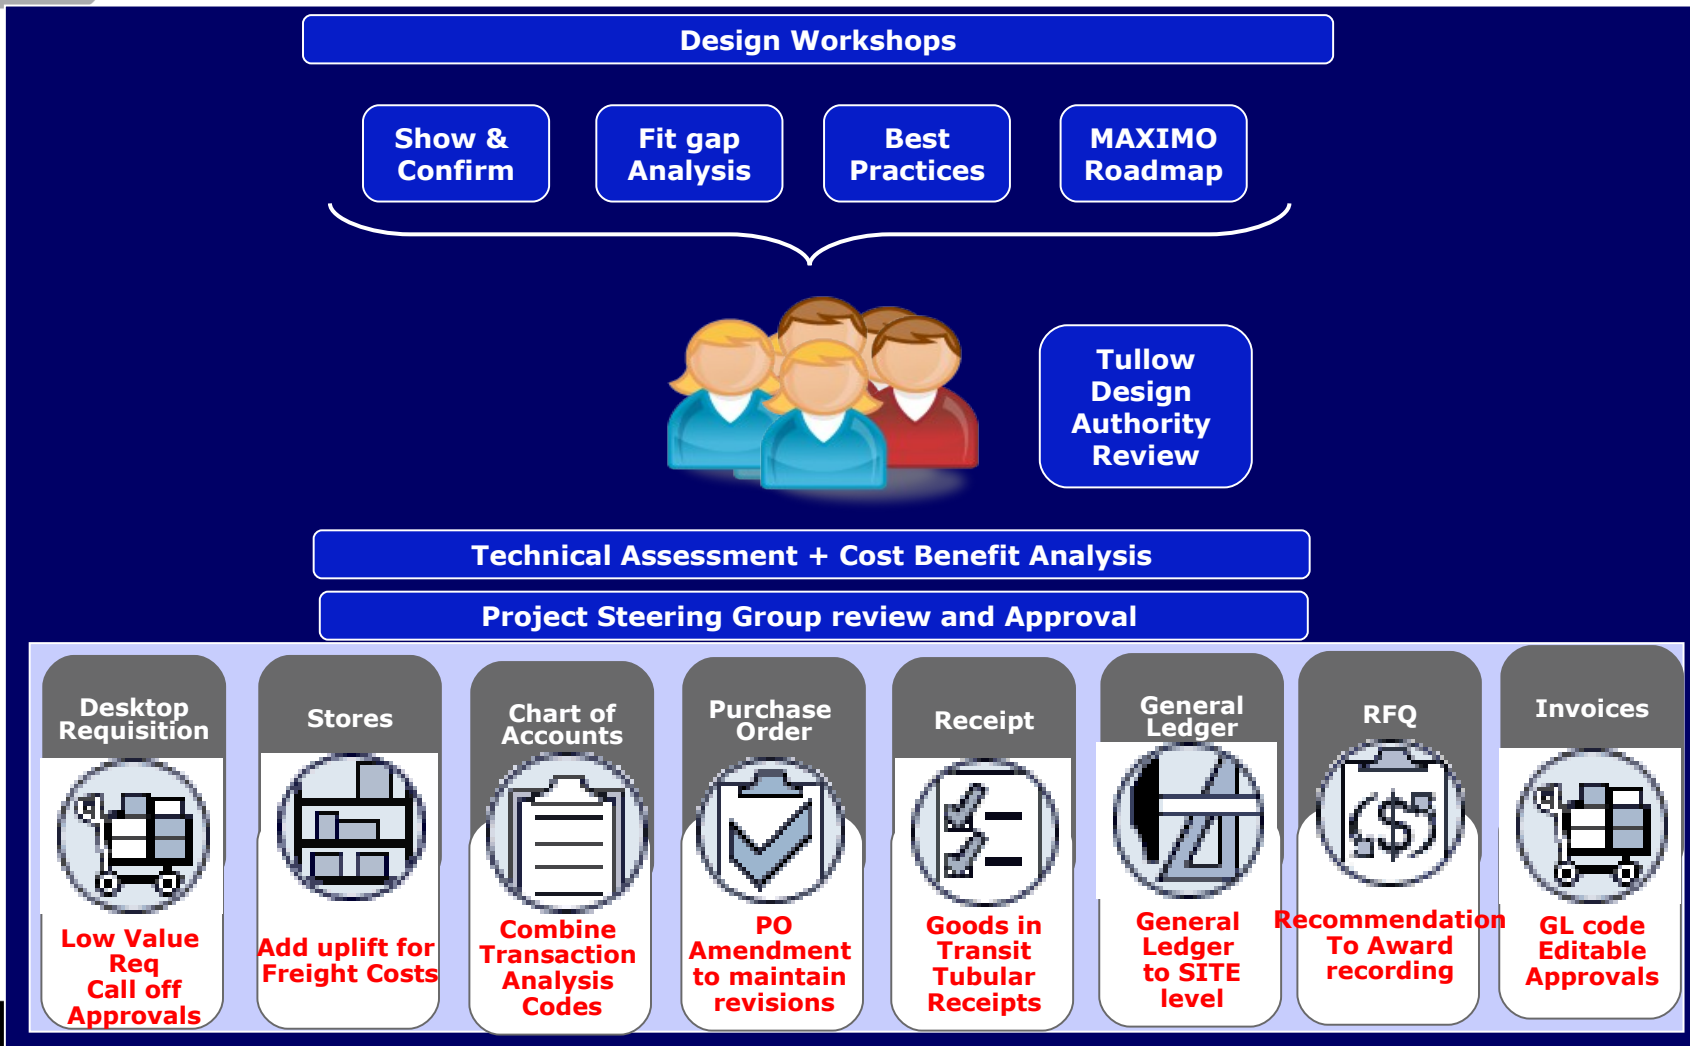 Design Workshops
Show &
Confirm
Fit gap
Analysis
Best
Practices
MAXIMO
Roadmap
Tullow
Design
Authority
Review
Technical Assessment + Cost Benefit Analysis
Project Steering Group review and Approval
Desktop
Requisition
Stores
Chart of
Accounts
Purchase
Order
Receipt
General
Ledger
RFQ
Invoices
$
Low Value
Req
Call off
Approvals
Add uplift for
Freight Costs
Combine
Transaction
Analysis
Codes
PO
Amendment
to maintain
revisions
Goods in
Transit
Tubular
Receipts
General
Ledger
to SITE
level
Recommendation
To Award
recording
GL code
Editable
Approvals